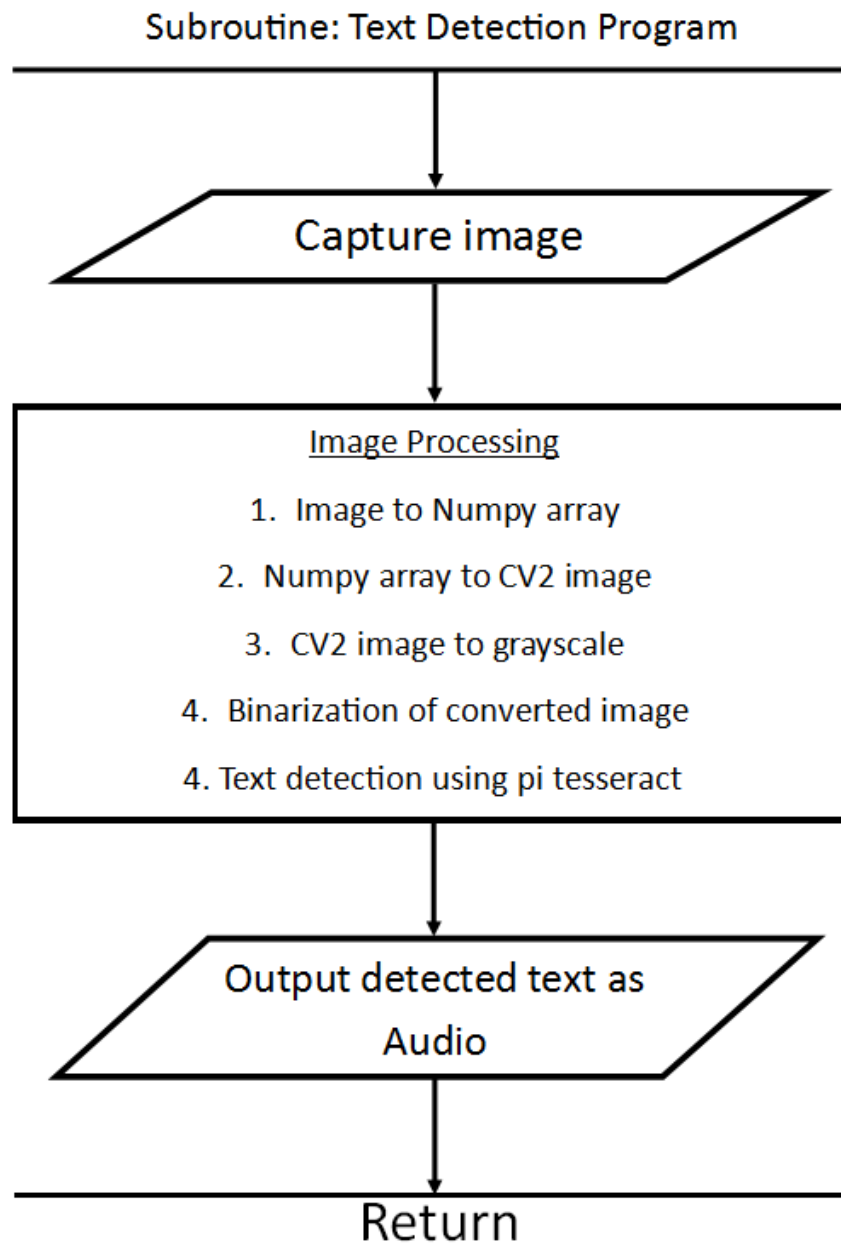 Subroutine: Text Detection Program
Capture image
Image Processing
1. Image to Numpy array
2. Numpy array to CV2 image
3. CV2 image to grayscale
4. Binarization of converted image
4. Text detection using pi tesseract
Output detected text as
Audio
Return